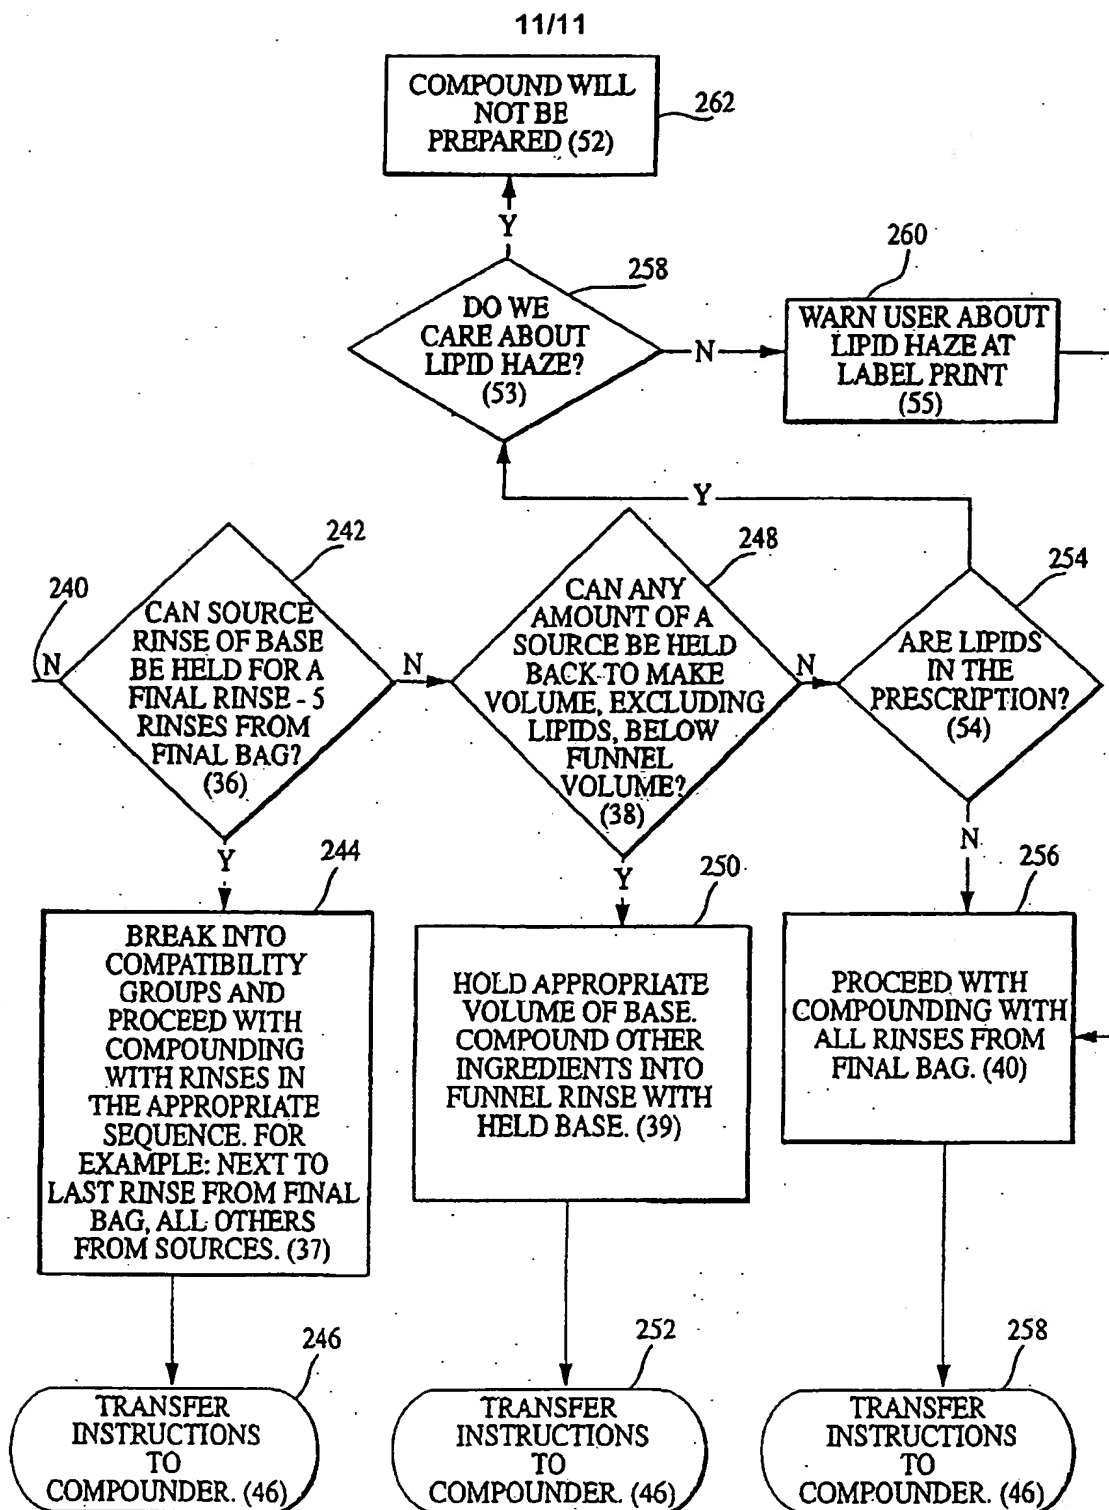 11/11
COMPOUND WILL
NOT BE
PREPARED (52)
262
Y
258
DO WE
CARE ABOUT
LIPID HAZE?
(53)
N
260
WARN USER ABOUT
LIPID HAZE AT
LABEL PRINT
(55)
Y
240
N
242
CAN SOURCE
RINSE OF BASE
BE HELD FOR A
FINAL RINSE - 5
RINSES FROM
FINAL BAG?
(36)
N
248
CAN ANY
AMOUNT OF A
SOURCE BE HELD
BACK TO MAKE
VOLUME, EXCLUDING
LIPIDS, BELOW
FUNNEL
VOLUME?
(38)
N
254
ARE LIPIDS
IN THE
PRESCRIPTION?
(54)
Y
244
BREAK INTO
COMPATIBILITY
GROUPS AND
PROCEED WITH
COMPOUNDING
WITH RINSES IN
THE APPROPRIATE
SEQUENCE. FOR
EXAMPLE: NEXT TO
LAST RINSE FROM FINAL
BAG, ALL OTHERS
FROM SOURCES. (37)
Y
250
HOLD APPROPRIATE
VOLUME OF BASE.
COMPOUND OTHER
INGREDIENTS INTO
FUNNEL RINSE WITH
HELD BASE. (39)
N
256
PROCEED WITH
COMPOUNDING WITH
ALL RINSES FROM
FINAL BAG. (40)
246
TRANSFER
INSTRUCTIONS
TO
COMPOUNDER. (46)
252
TRANSFER
INSTRUCTIONS
TO
COMPOUNDER. (46)
258
TRANSFER
INSTRUCTIONS
TO
COMPOUNDER. (46)